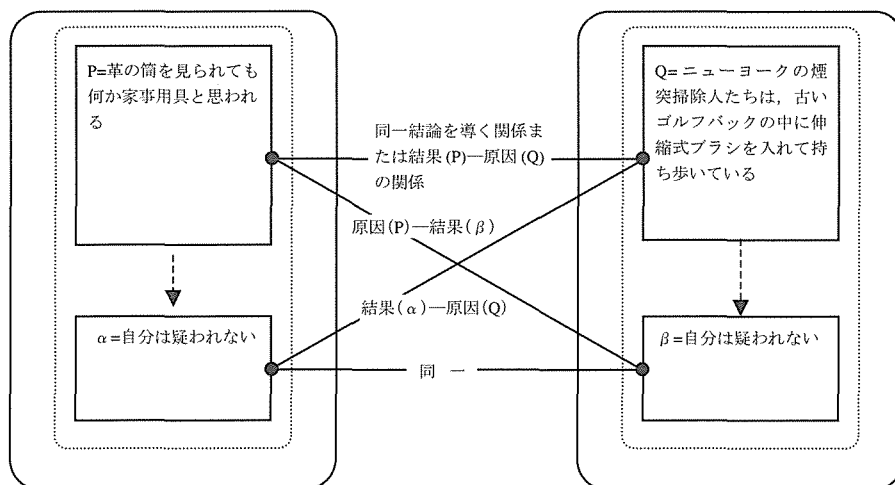 P=革の筒を見られても
何か家事用具と思われ
る
Q=ニューヨークの煙
突掃除人たちは，古い
ゴルフバックの中に伸
縮式ブラシを入れて持
ち歩いている
同一結論を導く関係ま
たは結果(P)―原因(Q)
の関係
原因(P)―結果(β)
結果(α)―原因(Q)
α=自分は疑われない
β=自分は疑われない
同　一